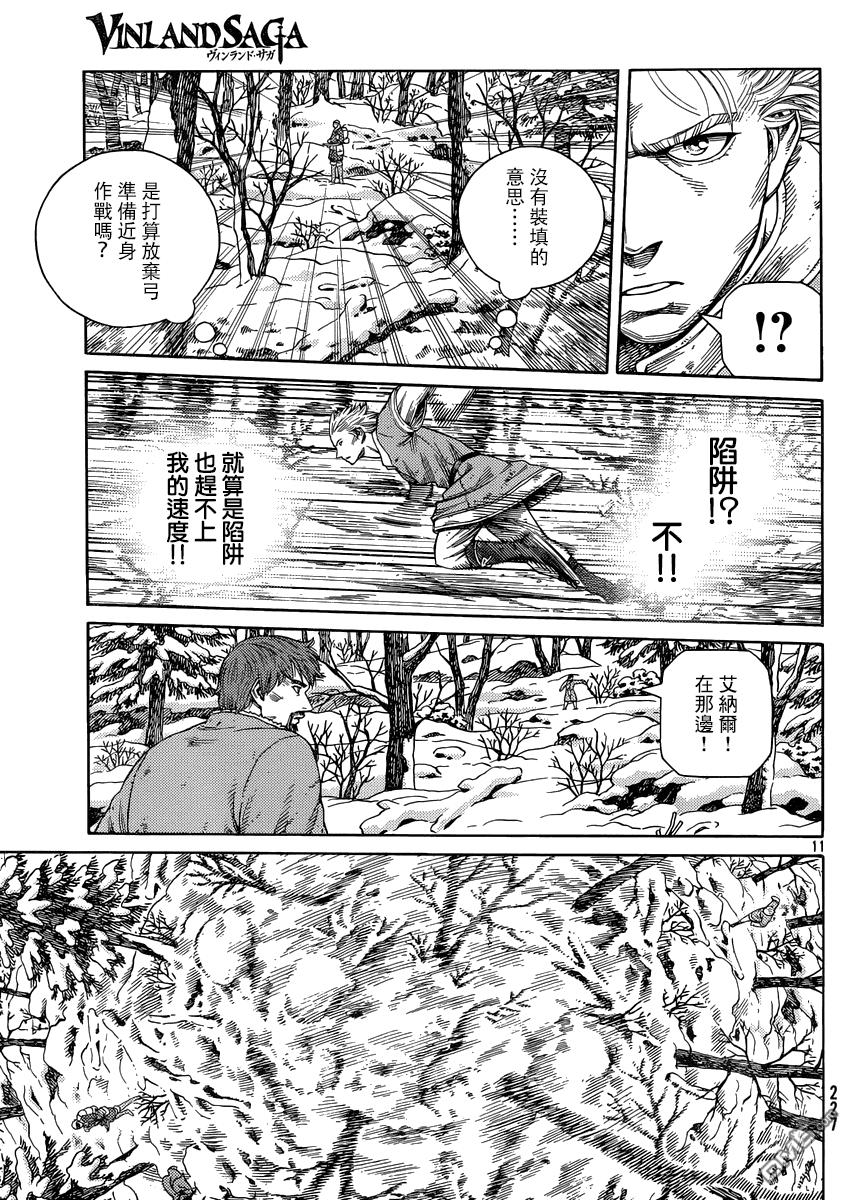 VINLAND SAGA
ヴィンランド・サガ
!?
沒有裝填的
意思……
是打算放棄弓
準備近身
作戰嗎?
陷阱!?
不!!
就算是陷阱
也趕不上
我的速度!!
艾納爾!
在那邊!
11
227